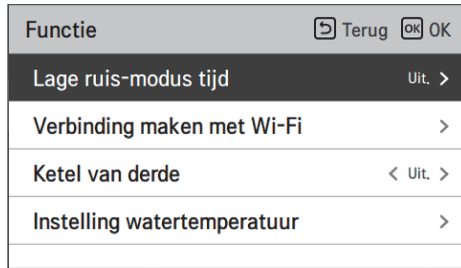 Functie Terug OK OK
Lage ruis-modus tijd Uit. >
Verbinding maken met Wi-Fi >
Ketel van derde < Uit. >
Instelling watertemperatuur >